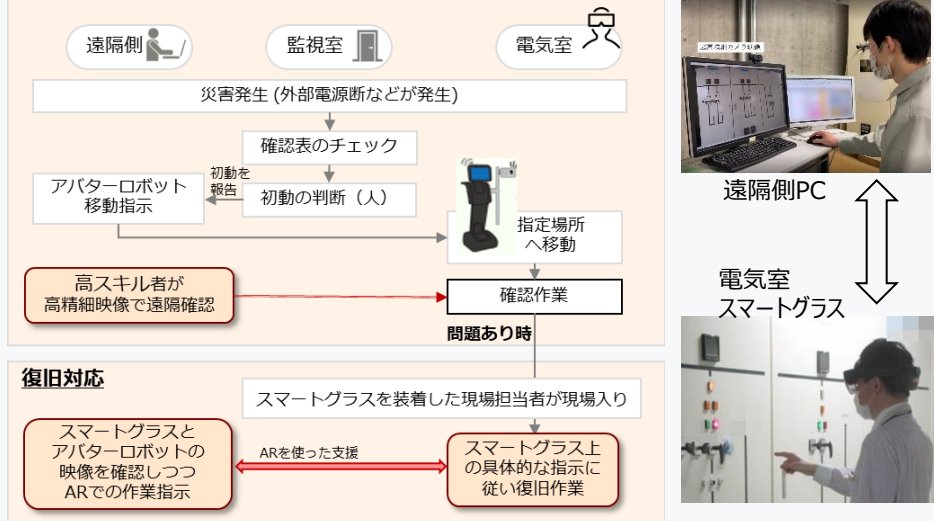 遠隔側
監視室
電気室
災害発生 (外部電源断などが発生)
確認表のチェック
初動の判断（人）
初動を
報告
アバターロボット
移動指示
指定場所
へ移動
高スキル者が
高精細映像で遠隔確認
確認作業
問題あり時
復旧対応
スマートグラスを装着した現場担当者が現場入り
スマートグラスと
アバターロボットの
映像を確認しつつ
ARでの作業指示
ARを使った支援
スマートグラス上
の具体的な指示に
従い復旧作業
遠隔側PC
電気室
スマートグラス